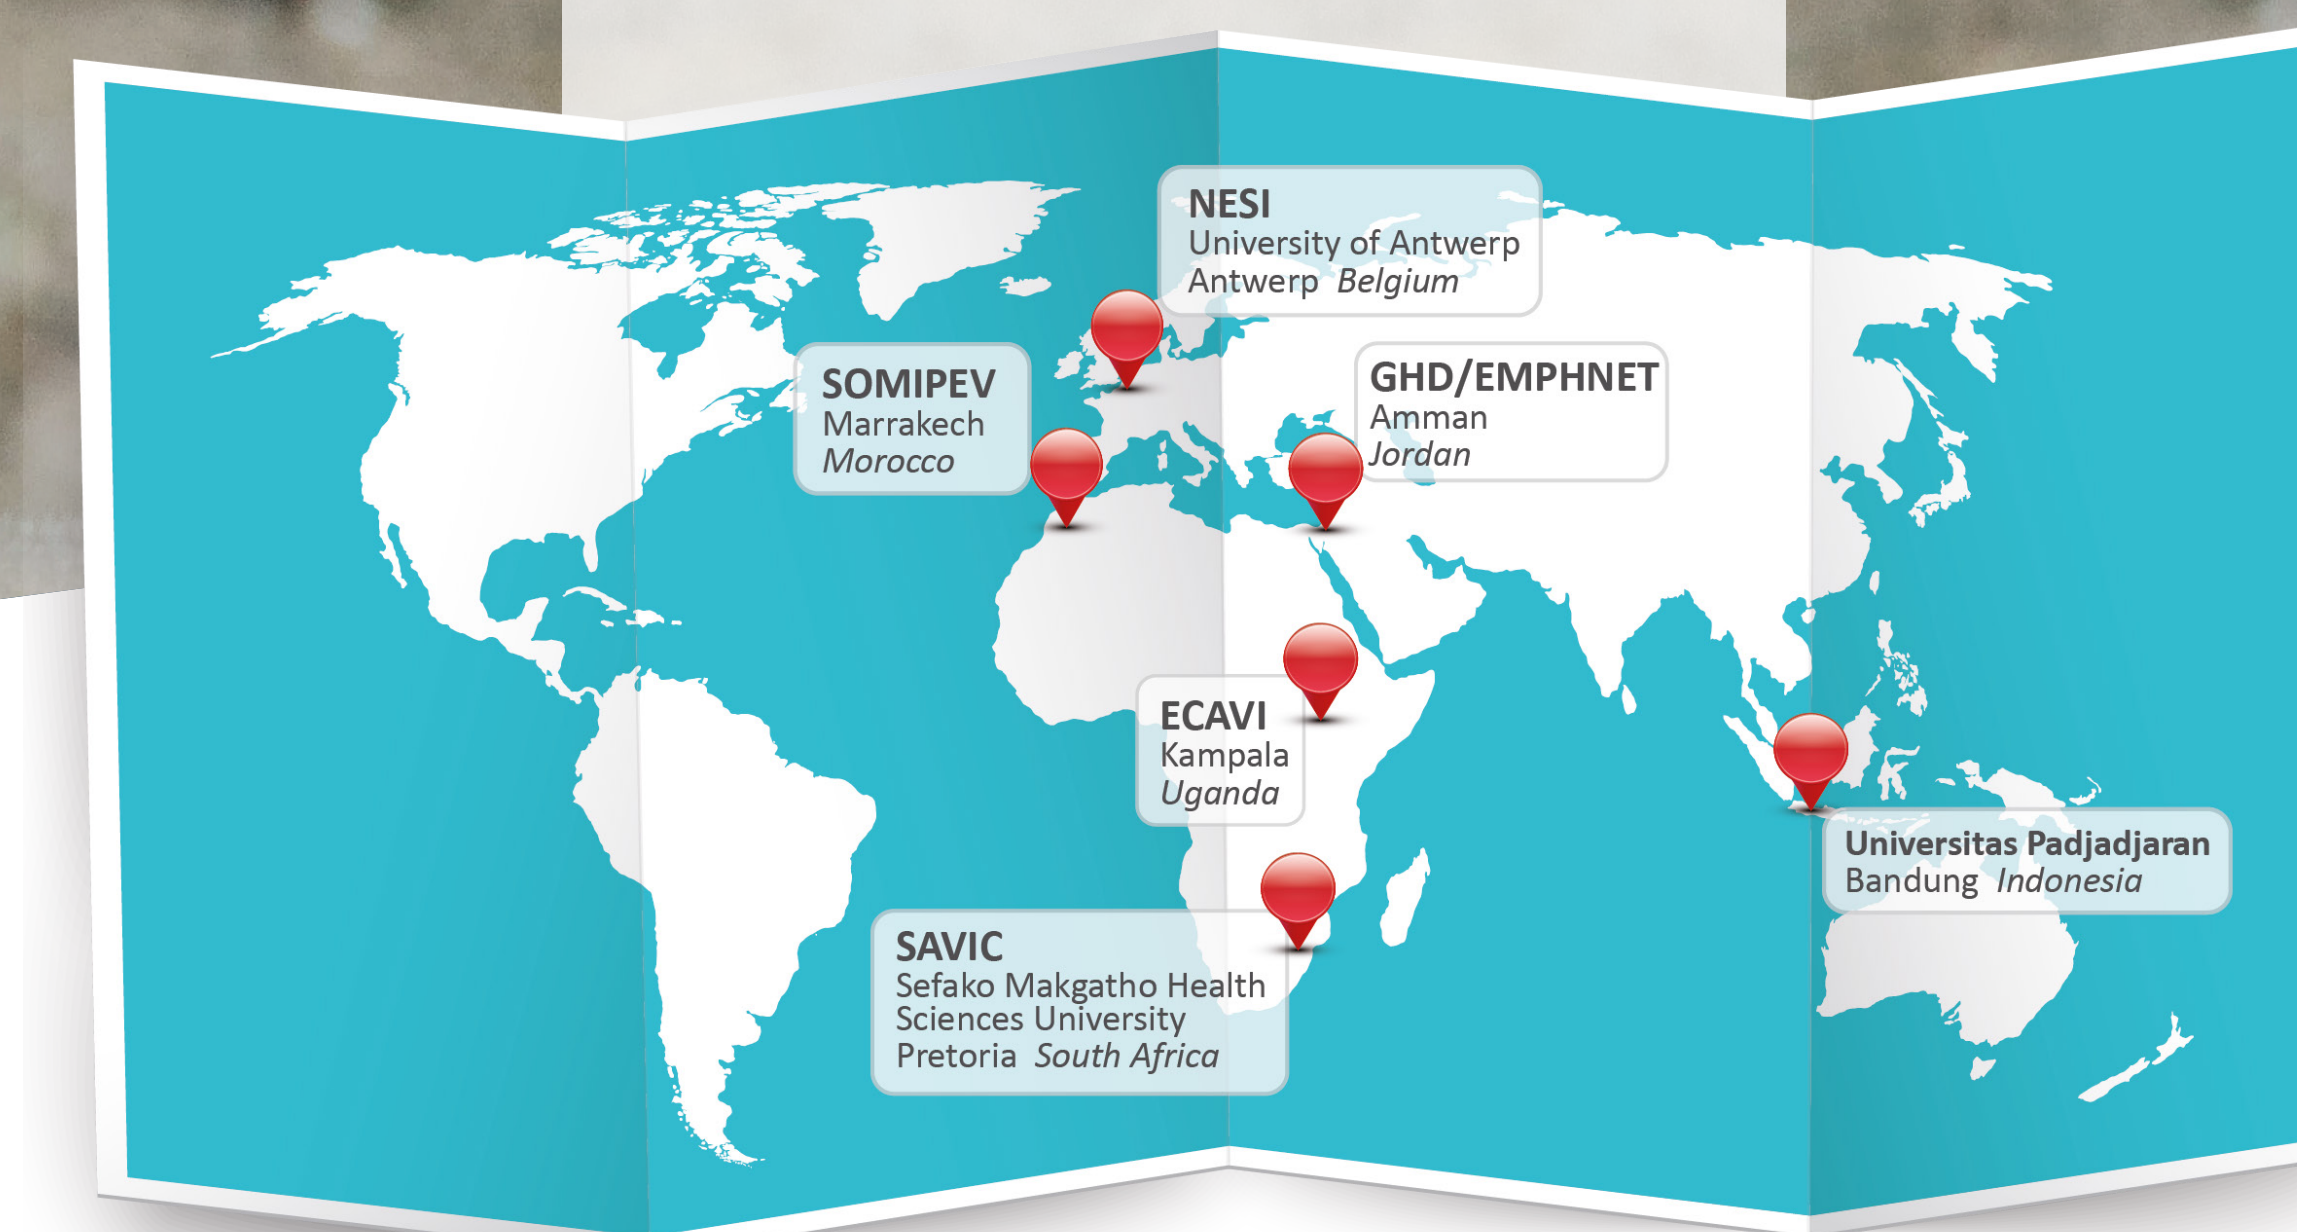 NESI
University of Antwerp
Antwerp Belgium
SOMIPEV
Marrakech
Morocco
GHD/EMPHNET
Amman
Jordan
ECAVI
Kampala
Uganda
Universitas Padjadjaran
Bandung Indonesia
SAVIC
Sefako Makgatho Health
Sciences University
Pretoria South Africa